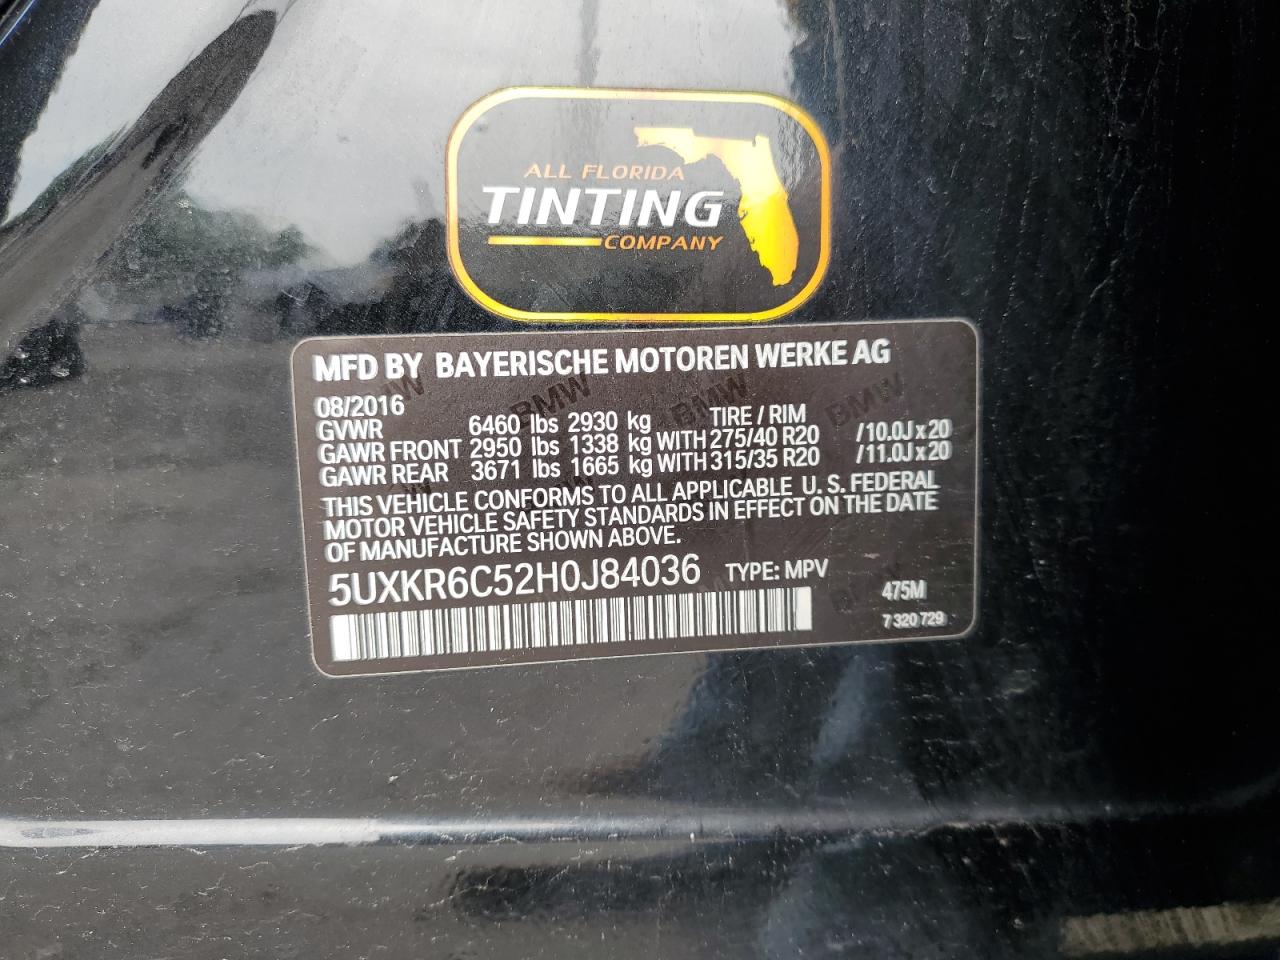 ALL FLORIDA
TINTING
COMPANY
MFD BY BAYERISCHE MOTOREN WERKE AG
08/2016
GVWR 6460 lbs 2930 kg TIRE / RIM
GAWR FRONT 2950 lbs 1338 kg WITH 275/40 R20 /10.0J x 20
GAWR REAR 3671 lbs 1665 kg WITH 315/35 R20 /11.0J x 20
THIS VEHICLE CONFORMS TO ALL APPLICABLE U. S. FEDERAL
MOTOR VEHICLE SAFETY STANDARDS IN EFFECT ON THE DATE
OF MANUFACTURE SHOWN ABOVE.
5UXKR6C52H0J84036 TYPE: MPV
475M
7 320 729